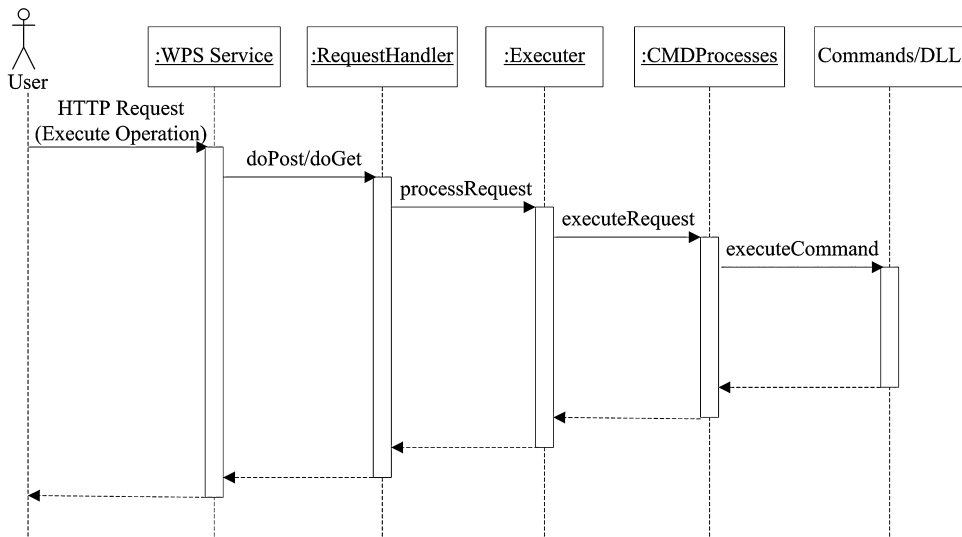 User
:WPS Service
:RequestHandler
:Executer
:CMDProcesses
Commands/DLL
HTTP Request
(Execute Operation)
doPost/doGet
processRequest
executeRequest
executeCommand